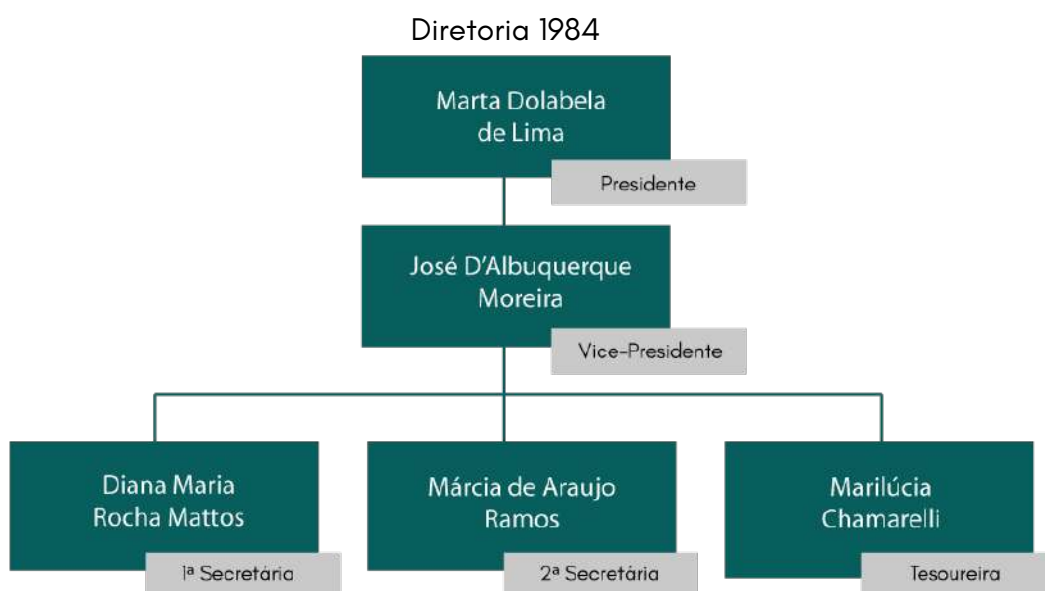 Diretoria 1984
Marta Dolabela
de Lima
Presidente
José D'Albuquerque
Moreira
Vice-Presidente
Diana Maria
Rocha Mattos
1ª Secretária
Márcia de Araujo
Ramos
2ª Secretária
Marilúcia
Chamarelli
Tesoureira